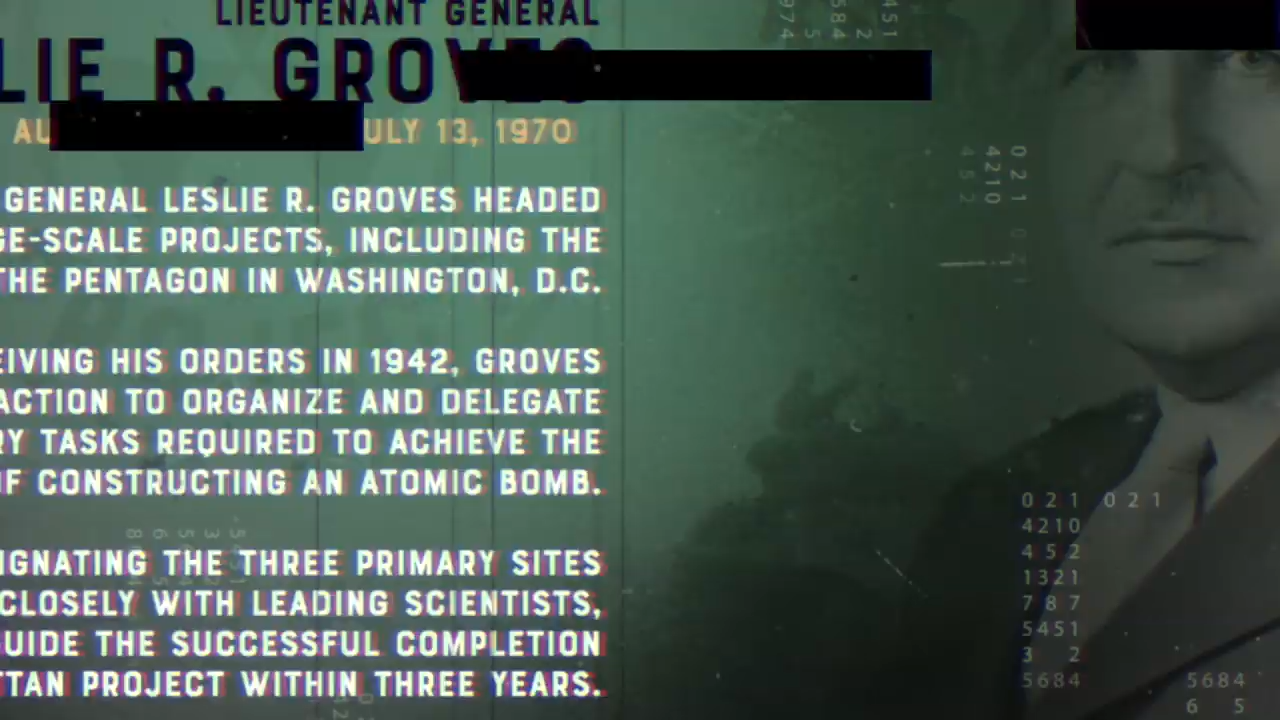 LIEUTENANT GENERAL
LIE R. GROVES
AU ULY 13, 1970
GENERAL LESLIE R. GROVES HEADED
GE-SCALE PROJECTS, INCLUDING THE
THE PENTAGON IN WASHINGTON, D.C.
EIVING HIS ORDERS IN 1942, GROVES
ACTION TO ORGANIZE AND DELEGATE
RY TASKS REQUIRED TO ACHIEVE THE
OF CONSTRUCTING AN ATOMIC BOMB.
IGNATING THE THREE PRIMARY SITES
CLOSELY WITH LEADING SCIENTISTS,
GUIDE THE SUCCESSFUL COMPLETION
TTAN PROJECT WITHIN THREE YEARS.
021 021
4210
452
1321
787
5451
3 2
5684
5684
6 5